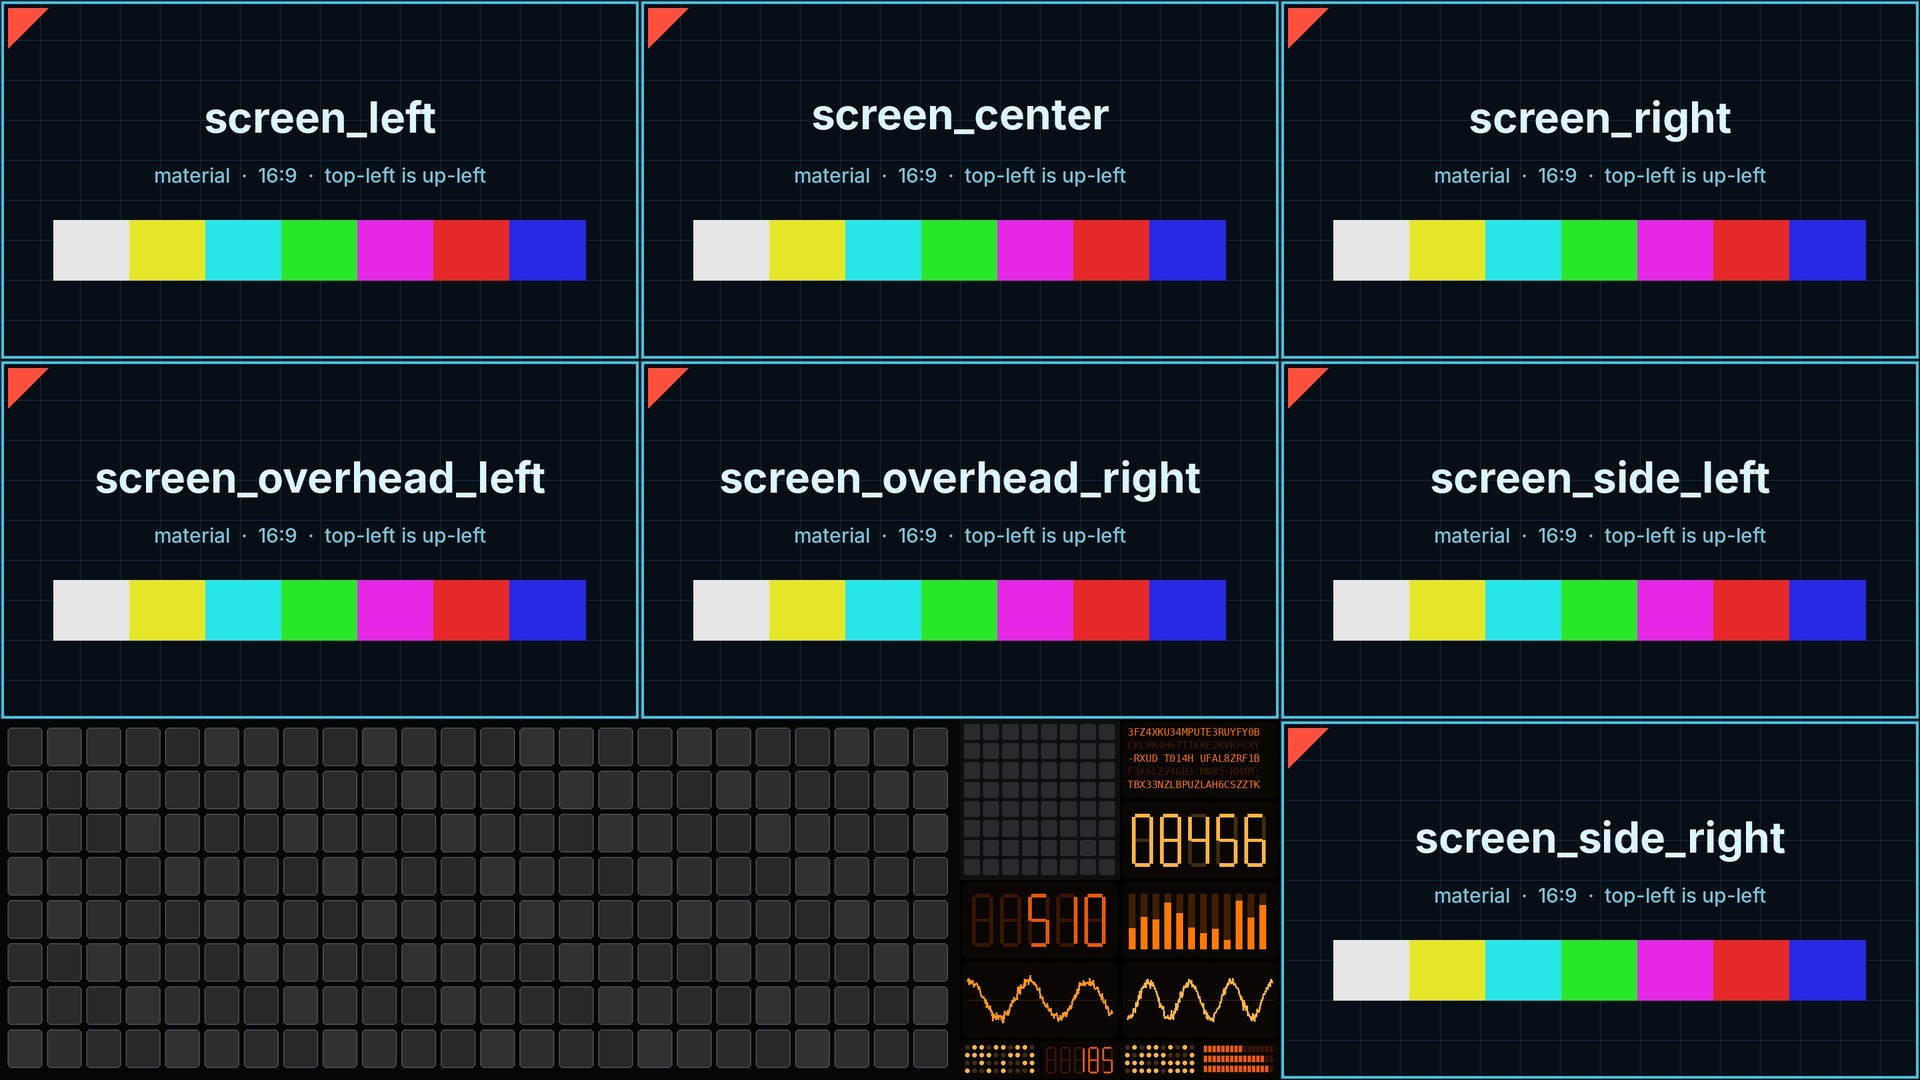 screen_left
material · 16:9 · top-left is up-left
screen_center
material · 16:9 · top-left is up-left
screen_right
material · 16:9 · top-left is up-left
screen_overhead_left
material · 16:9 · top-left is up-left
screen_overhead_right
material · 16:9 · top-left is up-left
screen_side_left
material · 16:9 · top-left is up-left
3FZ4XKU34MPUTE3RUYFY0B
-RXUD T014H UFAL8ZRF1B
TBX33NZLBPUZLAH6CSZZTK
08456
510
185
screen_side_right
material · 16:9 · top-left is up-left